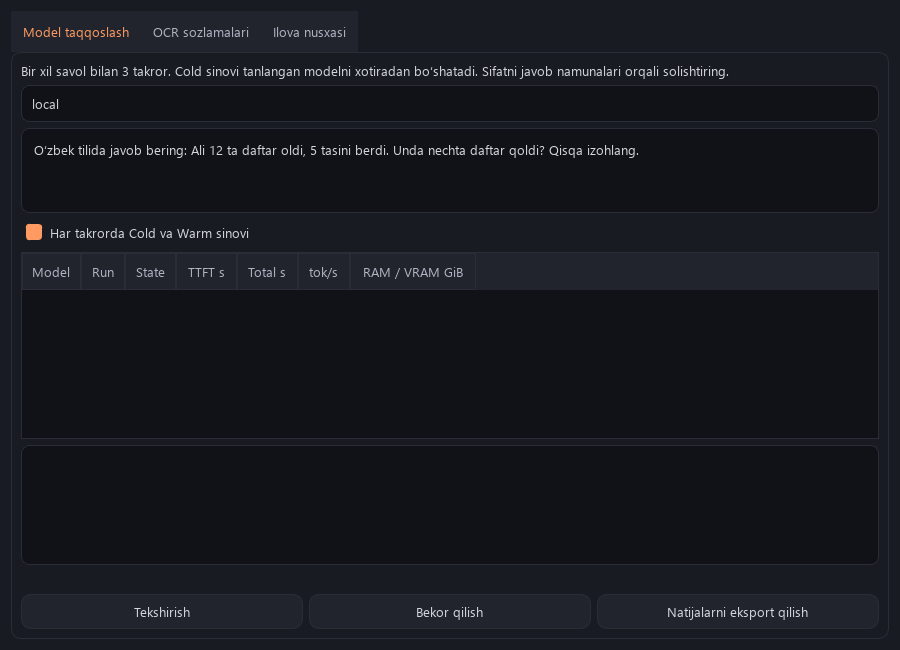 Model taqqoslash OCR sozlamalari Ilova nusxasi
Bir xil savol bilan 3 takror. Cold sinovi tanlangan modelni xotiradan bo‘shatadi. Sifatni javob namunalari orqali solishtiring.
local
O‘zbek tilida javob bering: Ali 12 ta daftar oldi, 5 tasini berdi. Unda nechta daftar qoldi? Qisqa izohlang.
Har takrorda Cold va Warm sinovi
Model Run State TTFT s Total s tok/s RAM / VRAM GiB
Tekshirish Bekor qilish Natijalarni eksport qilish